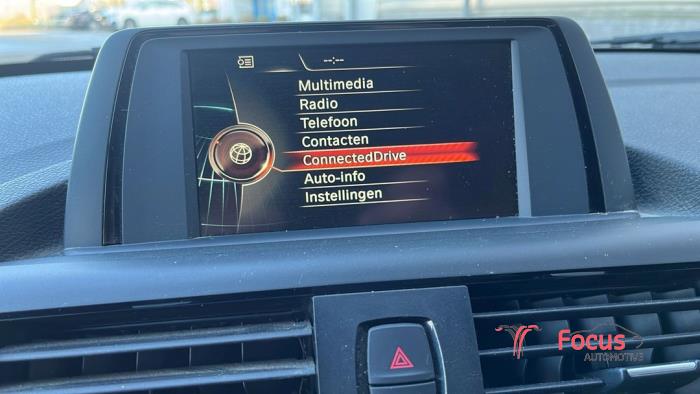 --:--
Multimedia
Radio
Telefoon
Contacten
ConnectedDrive
Auto-info
Instellingen
Focus
AUTOMOTIVE